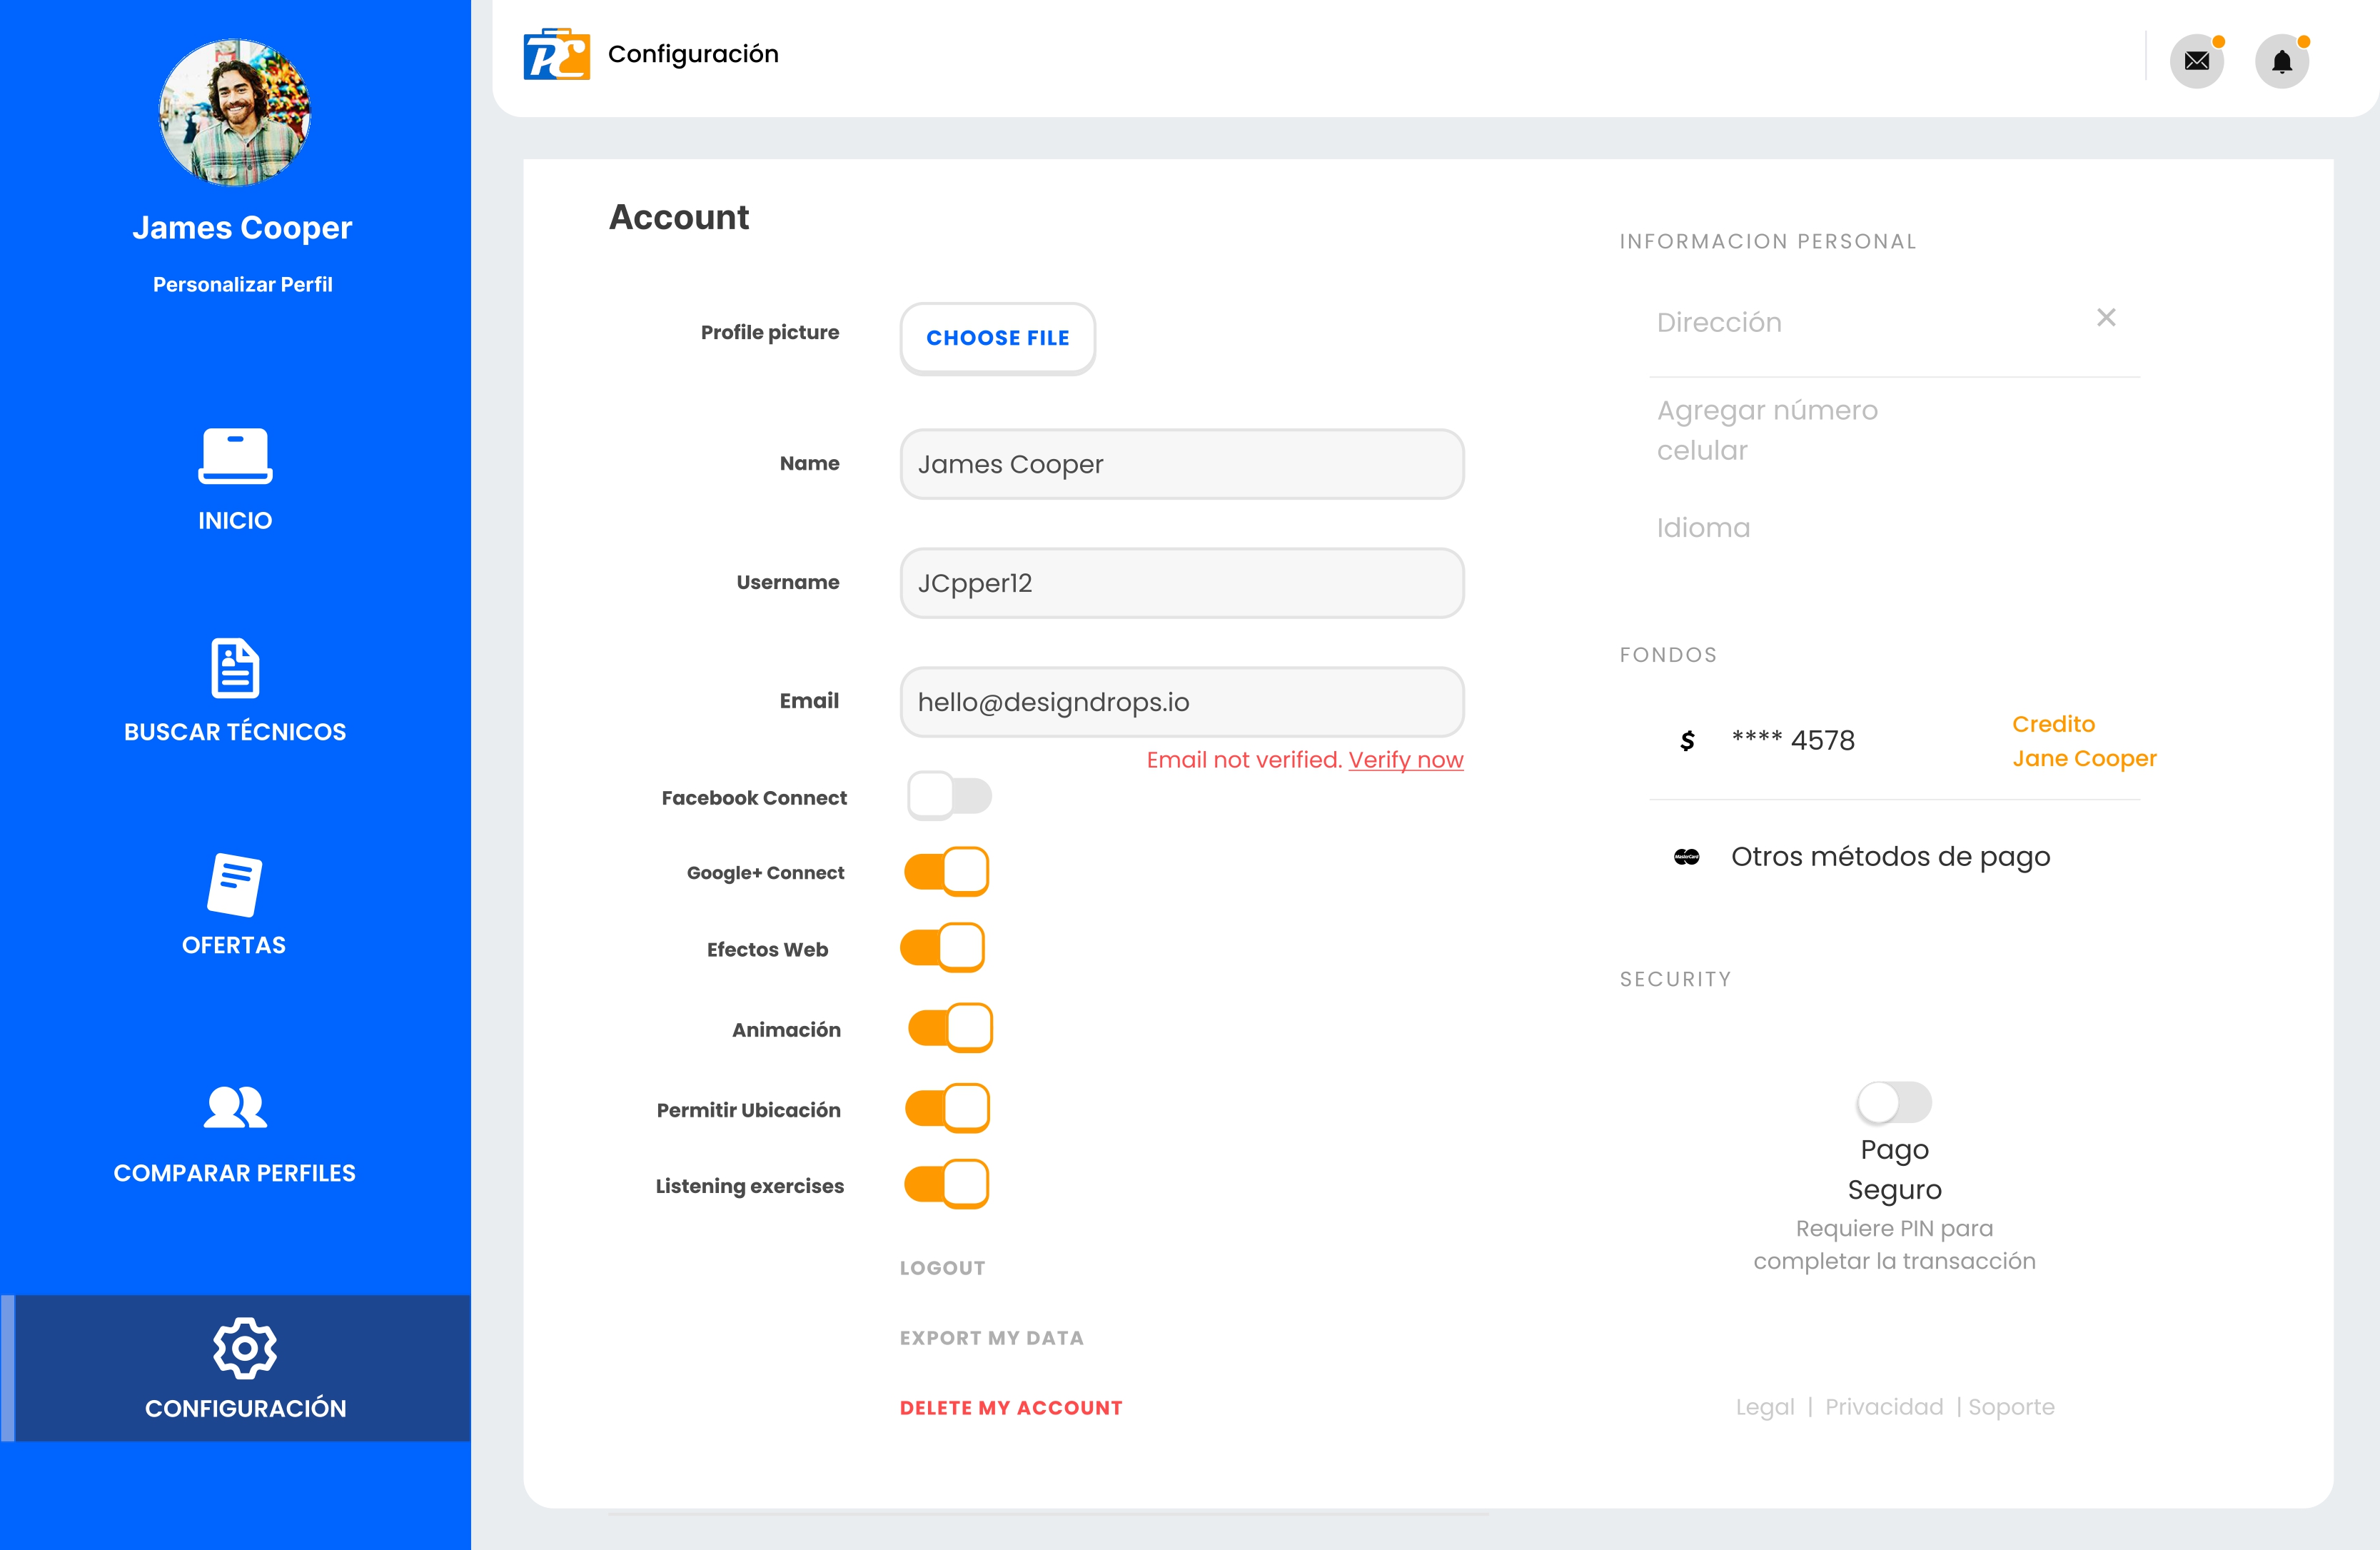 James Cooper
Personalizar Perfil
INICIO
BUSCAR TÉCNICOS
OFERTAS
COMPARAR PERFILES
CONFIGURACIÓN
PC
Configuración
Account
Profile picture
CHOOSE FILE
Name
James Cooper
Username
JCpper12
Email
hello@designdrops.io
Email not verified. Verify now
Facebook Connect
Google+ Connect
Efectos Web
Animación
Permitir Ubicación
Listening exercises
LOGOUT
EXPORT MY DATA
DELETE MY ACCOUNT
INFORMACION PERSONAL
Dirección
Agregar número
celular
Idioma
FONDOS
$ **** 4578
Credito
Jane Cooper
MasterCard
Otros métodos de pago
SECURITY
Pago
Seguro
Requiere PIN para
completar la transacción
Legal | Privacidad | Soporte